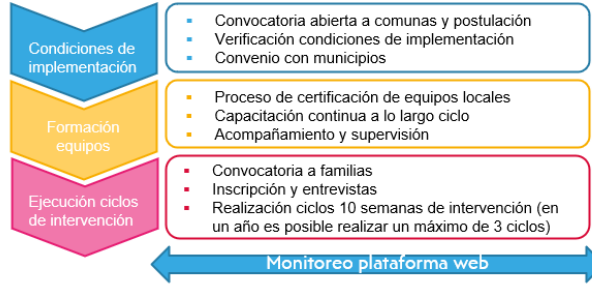 Condiciones de
implementación
▪ Convocatoria abierta a comunas y postulación
▪ Verificación condiciones de implementación
▪ Convenio con municipios
Formación
equipos
▪ Proceso de certificación de equipos locales
▪ Capacitación continua a lo largo ciclo
▪ Acompañamiento y supervisión
Ejecución ciclos
de intervención
▪ Convocatoria a familias
▪ Inscripción y entrevistas
▪ Realización ciclos 10 semanas de intervención (en
un año es posible realizar un máximo de 3 ciclos)
Monitoreo plataforma web